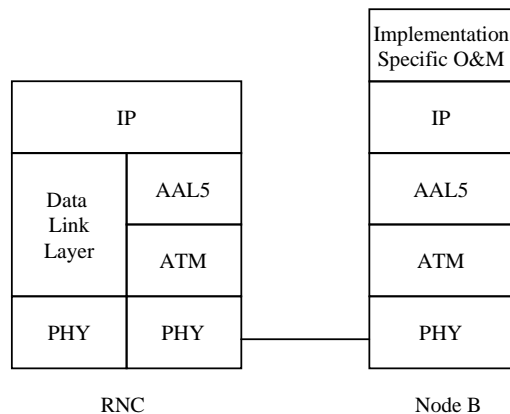 Implementation
Specific O&M
IP
IP
Data
Link
Layer
AAL5
AAL5
ATM
ATM
PHY
PHY
PHY
RNC
Node B